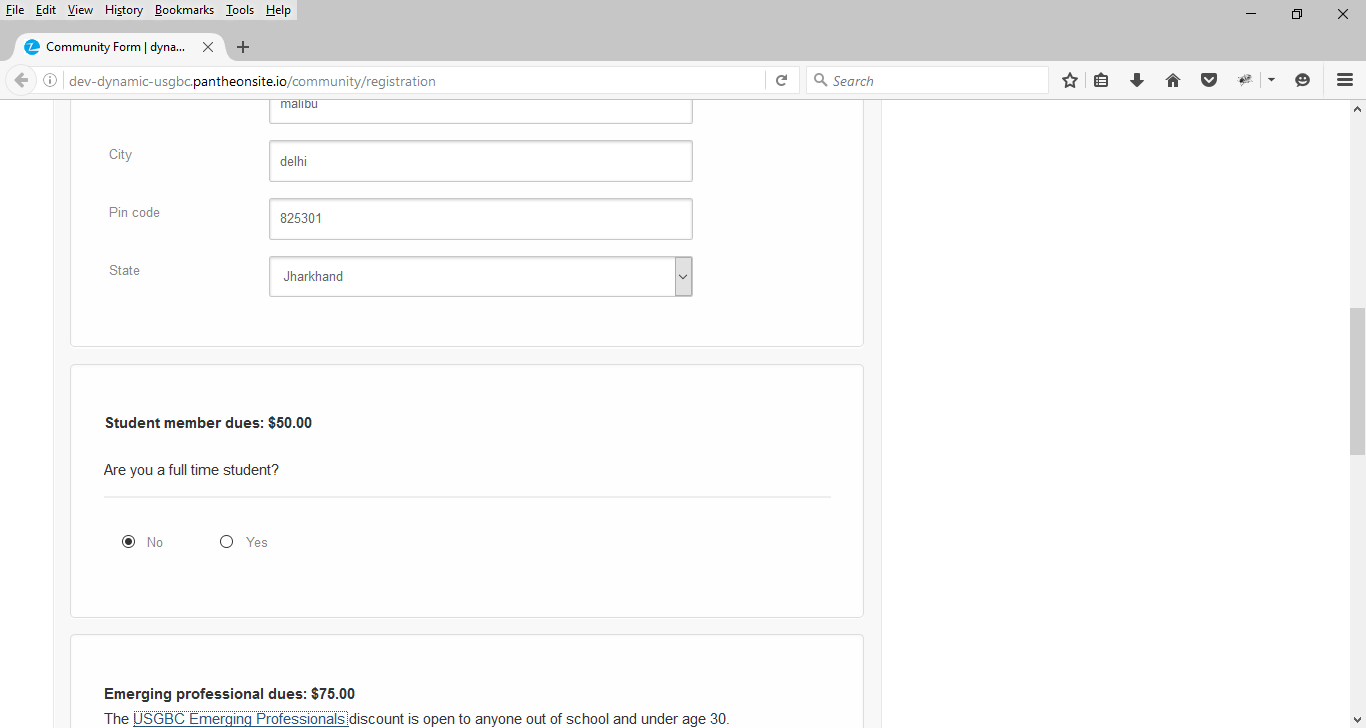 File Edit View History Bookmarks Tools Help
Community Form | dyna...
dev-dynamic-usgbc.pantheonsite.io/community/registration
Search
malibu
City
delhi
Pin code
825301
State
Jharkhand
Student member dues: $50.00
Are you a full time student?
No Yes
Emerging professional dues: $75.00
The USGBC Emerging Professionals discount is open to anyone out of school and under age 30.